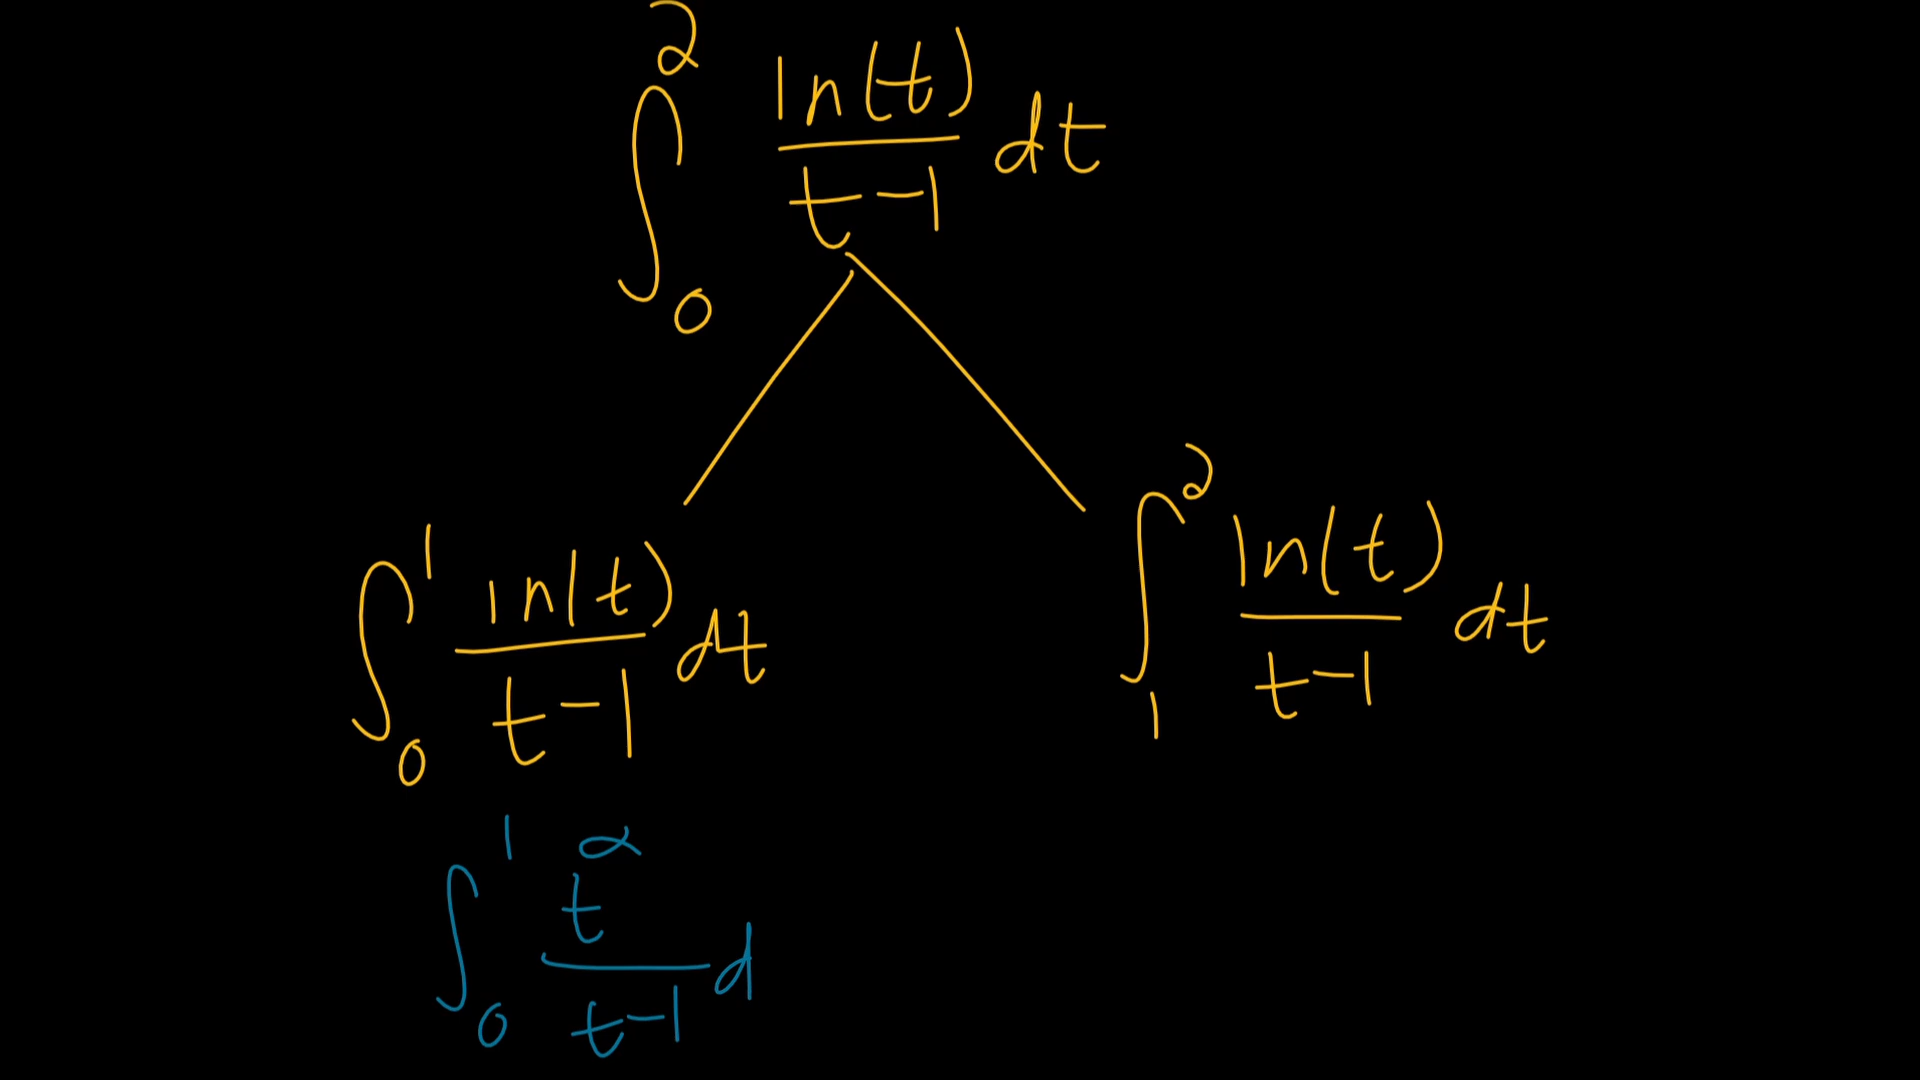 ∫₀² ln(t)/(t-1) dt
∫₀¹ ln(t)/(t-1) dt
∫₁² ln(t)/(t-1) dt
∫₀¹ t^α/(t-1) d